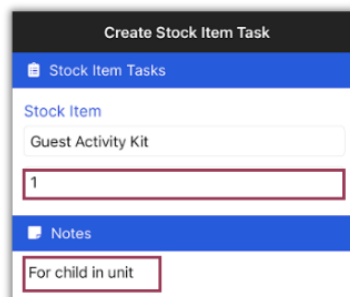 Create Stock Item Task
Stock Item Tasks
Stock Item
Guest Activity Kit
1
Notes
For child in unit